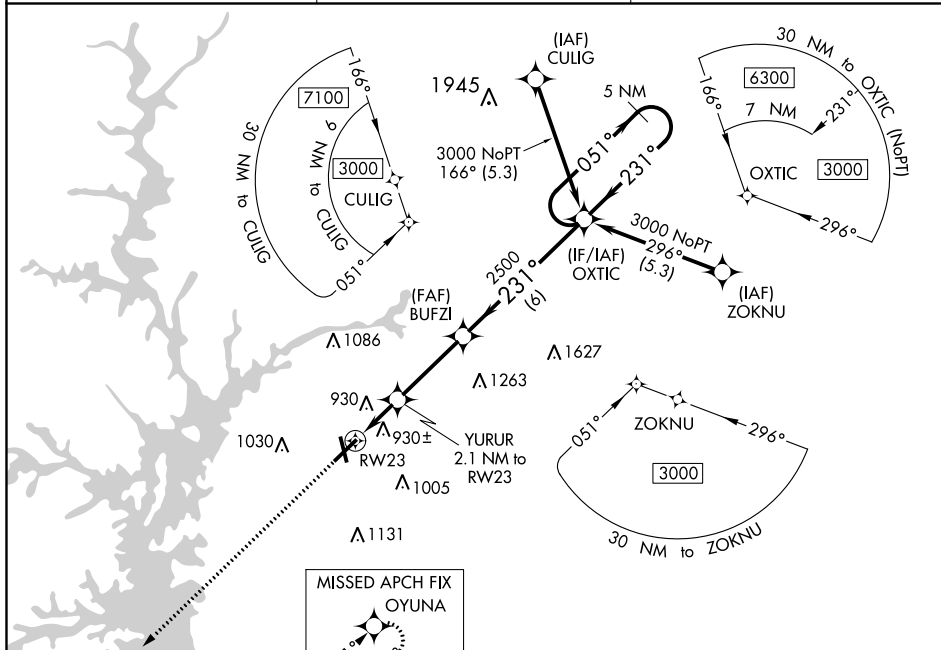 (IAF)
CULIG
1945
5 NM
3000 NoPT
166° (5.3)
051°
231°
166°
7100
30 NM to CULIG
9 NM to CULIG
3000
CULIG
051°
30 NM to OXTIC (NoPT)
6300
166°
7 NM
231°
OXTIC
3000
296°
3000 NoPT
296°
(5.3)
(IF/IAF)
OXTIC
(IAF)
ZOKNU
2500
231°
(6)
(FAF)
BUFZI
1086
1627
1263
930
930±
1030
RW23
YURUR
2.1 NM to
RW23
1005
1131
051°
ZOKNU
296°
3000
30 NM to ZOKNU
MISSED APCH FIX
OYUNA